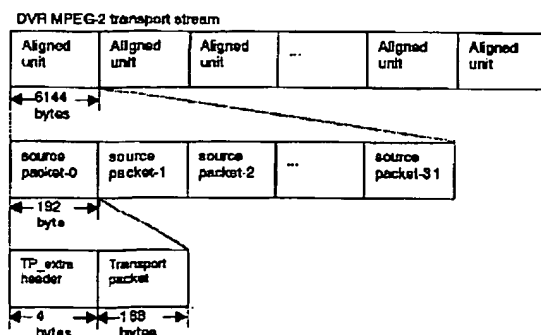 DVR MPEG-2 transport stream
Aligned unit
Aligned unit
Aligned unit
...
Aligned unit
Aligned unit
6144 bytes
source packet-0
source packet-1
source packet-2
...
source packet-31
192 byte
TP_extra header
Transport packet
4 bytes
188 bytes